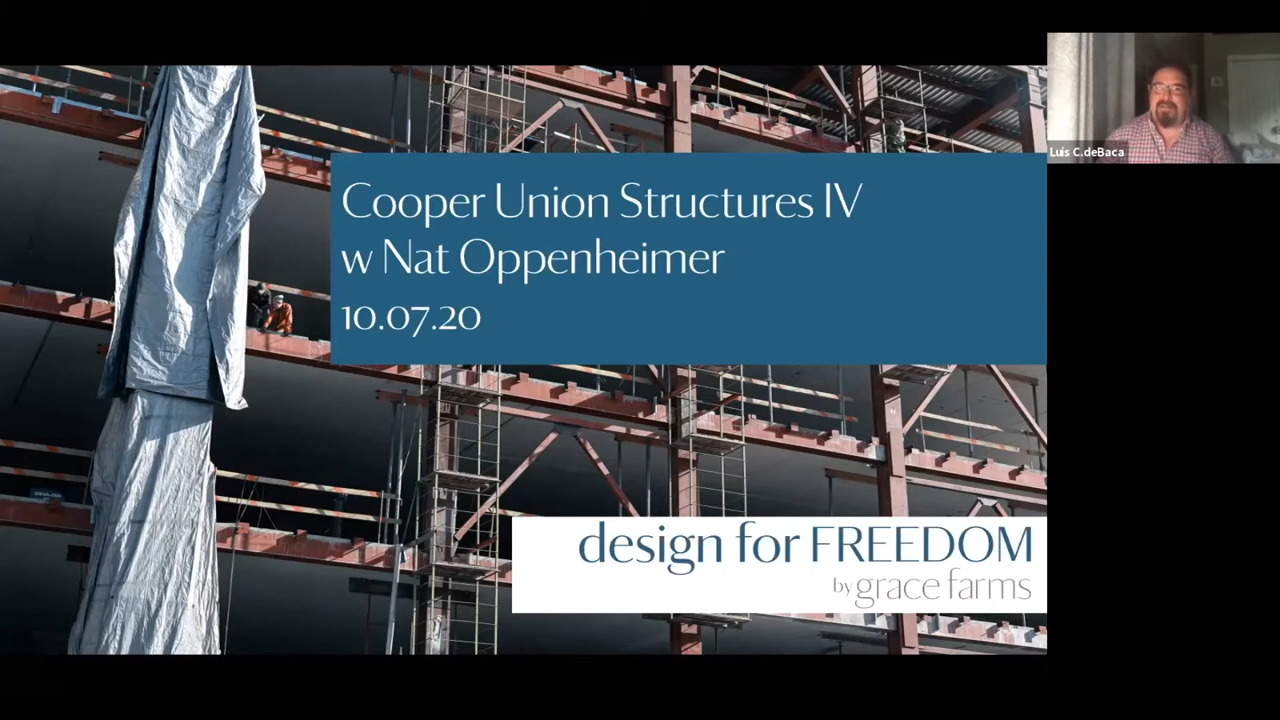 Cooper Union Structures IV
w Nat Oppenheimer
10.07.20
design for FREEDOM
by grace farms
Luis C.deBaca